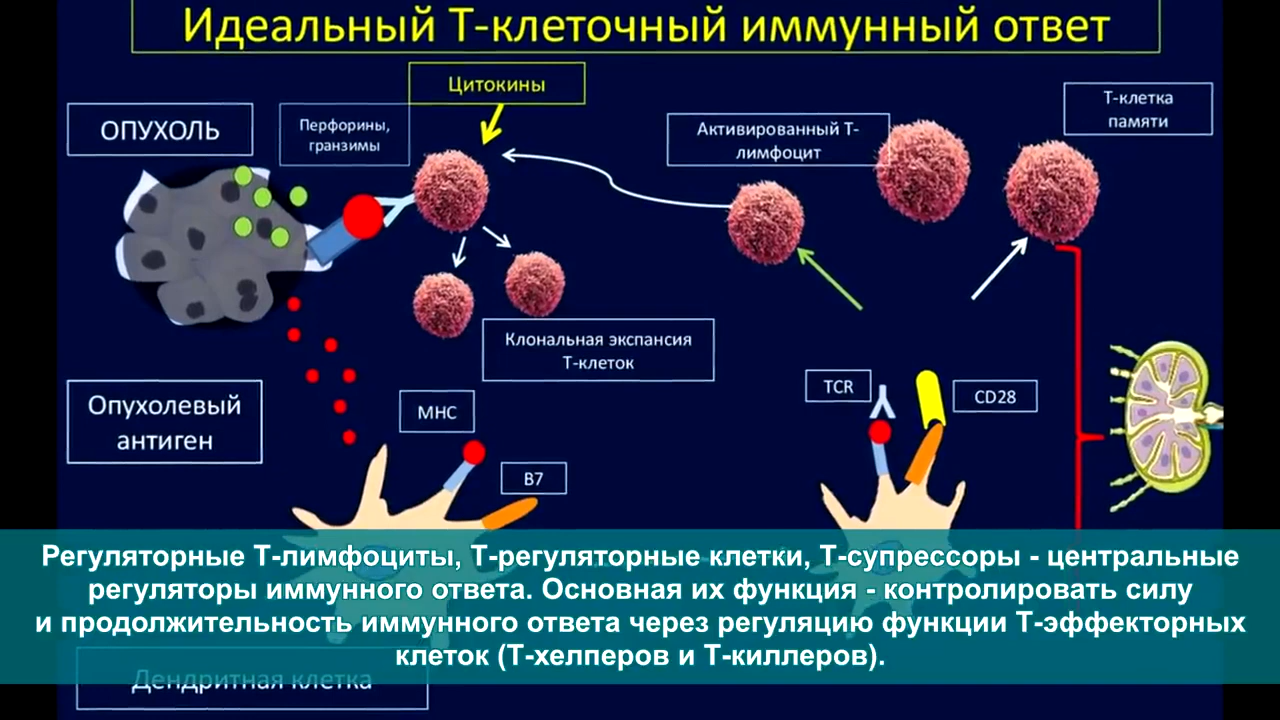 Идеальный Т-клеточный иммунный ответ
Цитокины
ОПУХОЛЬ
Перфорины,
гранзимы
Активированный Т-
лимфоцит
Т-клетка
памяти
Клональная экспансия
Т-клеток
Опухолевый
антиген
MHC
B7
TCR
CD28
Регуляторные Т-лимфоциты, Т-регуляторные клетки, Т-супрессоры - центральные
регуляторы иммунного ответа. Основная их функция - контролировать силу
и продолжительность иммунного ответа через регуляцию функции Т-эффекторных
клеток (Т-хелперов и Т-киллеров).
Дендритная клетка